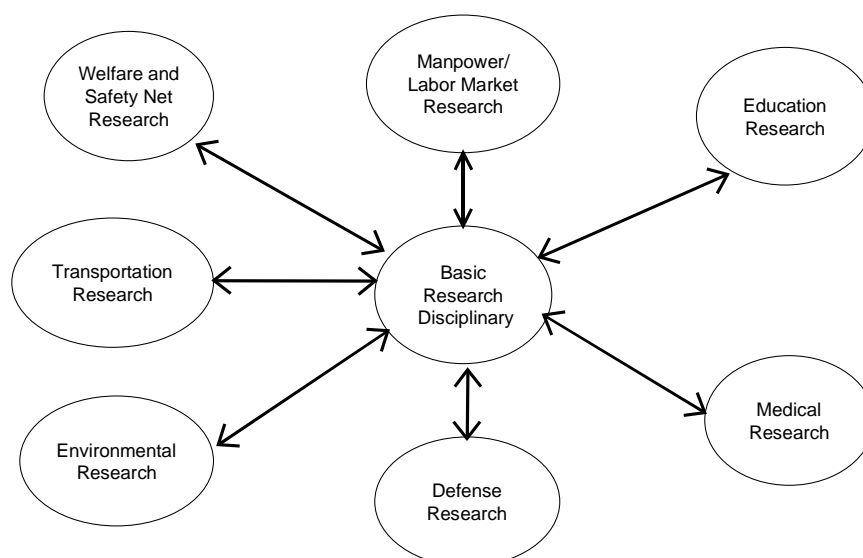 Welfare and
Safety Net
Research
Manpower/
Labor Market
Research
Education
Research
Transportation
Research
Basic
Research
Disciplinary
Environmental
Research
Defense
Research
Medical
Research